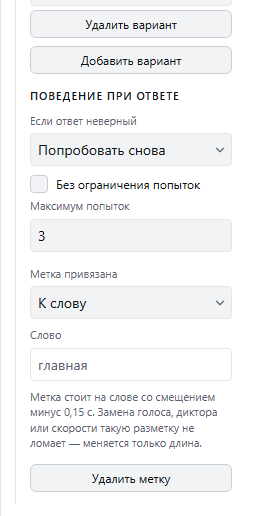 Удалить вариант
Добавить вариант
ПОВЕДЕНИЕ ПРИ ОТВЕТЕ
Если ответ неверный
Попробовать снова
Без ограничения попыток
Максимум попыток
3
Метка привязана
К слову
Слово
главная
Метка стоит на слове со смещением
минус 0,15 с. Замена голоса, диктора
или скорости такую разметку не
ломает — меняется только длина.
Удалить метку